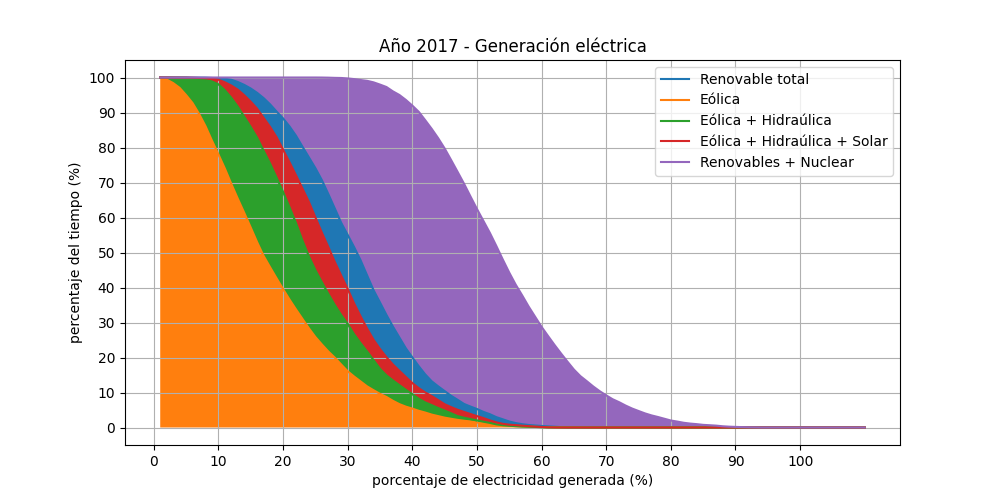 Año 2017 - Generación eléctrica
100
90
80
70
60
50
40
30
20
10
0
porcentaje del tiempo (%)
Renovable total
Eólica
Eólica + Hidraúlica
Eólica + Hidraúlica + Solar
Renovables + Nuclear
0 10 20 30 40 50 60 70 80 90 100
porcentaje de electricidad generada (%)